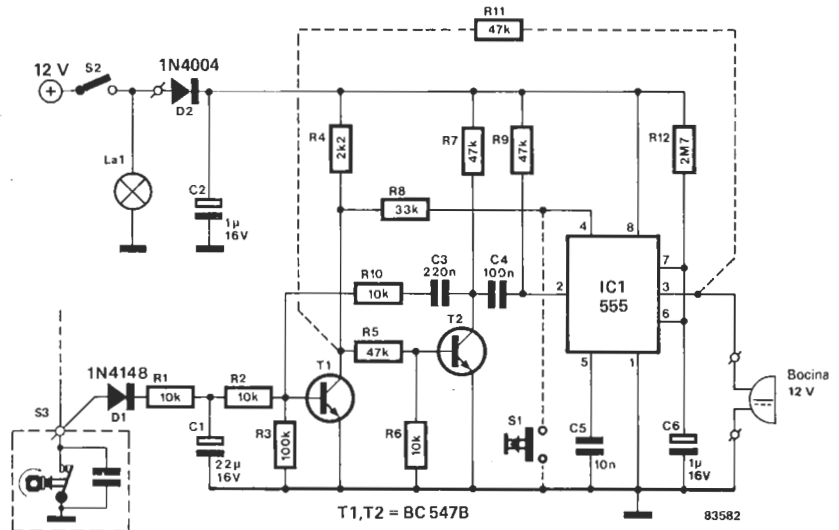 R11
47k
12 V
S2
1N4004
D2
La1
C2
1µ
16V
R4
2k2
R7
47k
R9
47k
R12
2M7
R8
33k
4
8
IC1
555
7
3
6
2
5
1
R10
10k
C3
220n
C4
100n
T2
R5
47k
T1
1N4148
D1
R1
10k
R2
10k
S3
C1
22µ
16V
R3
100k
R6
10k
S1
C5
10n
C6
1µ
16V
Bocina
12 V
T1,T2 = BC 547B
83582